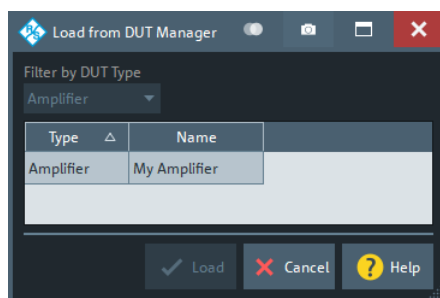 Load from DUT Manager
Filter by DUT Type
Amplifier
Type Name
Amplifier My Amplifier
Load Cancel ? Help